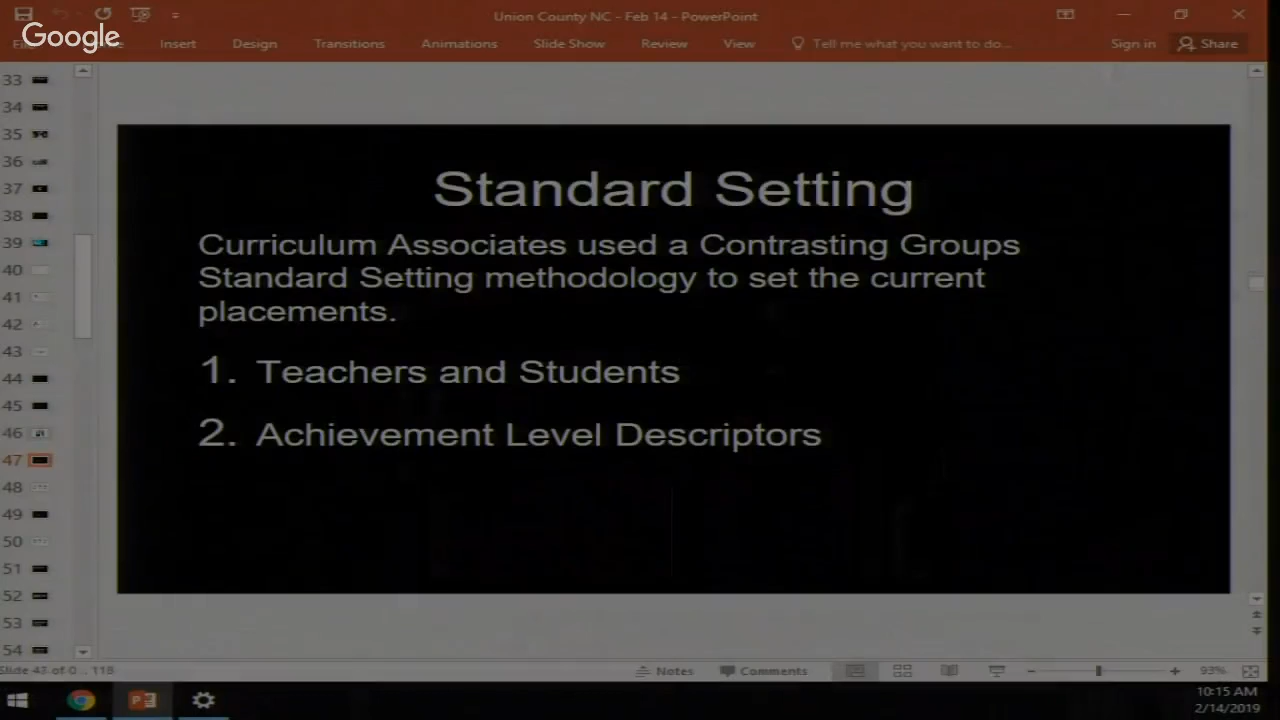 Union County NC - Feb 14 - PowerPoint
Google
Insert Design Transitions Animations Slide Show Review View Tell me what you want to do... Sign in Share
33
34
35
36
37
38
39
40
41
42
43
44
45
46
47
48
49
50
51
52
53
54
Standard Setting
Curriculum Associates used a Contrasting Groups
Standard Setting methodology to set the current
placements.
1. Teachers and Students
2. Achievement Level Descriptors
Notes Comments 93%
10:15 AM
2/14/2019